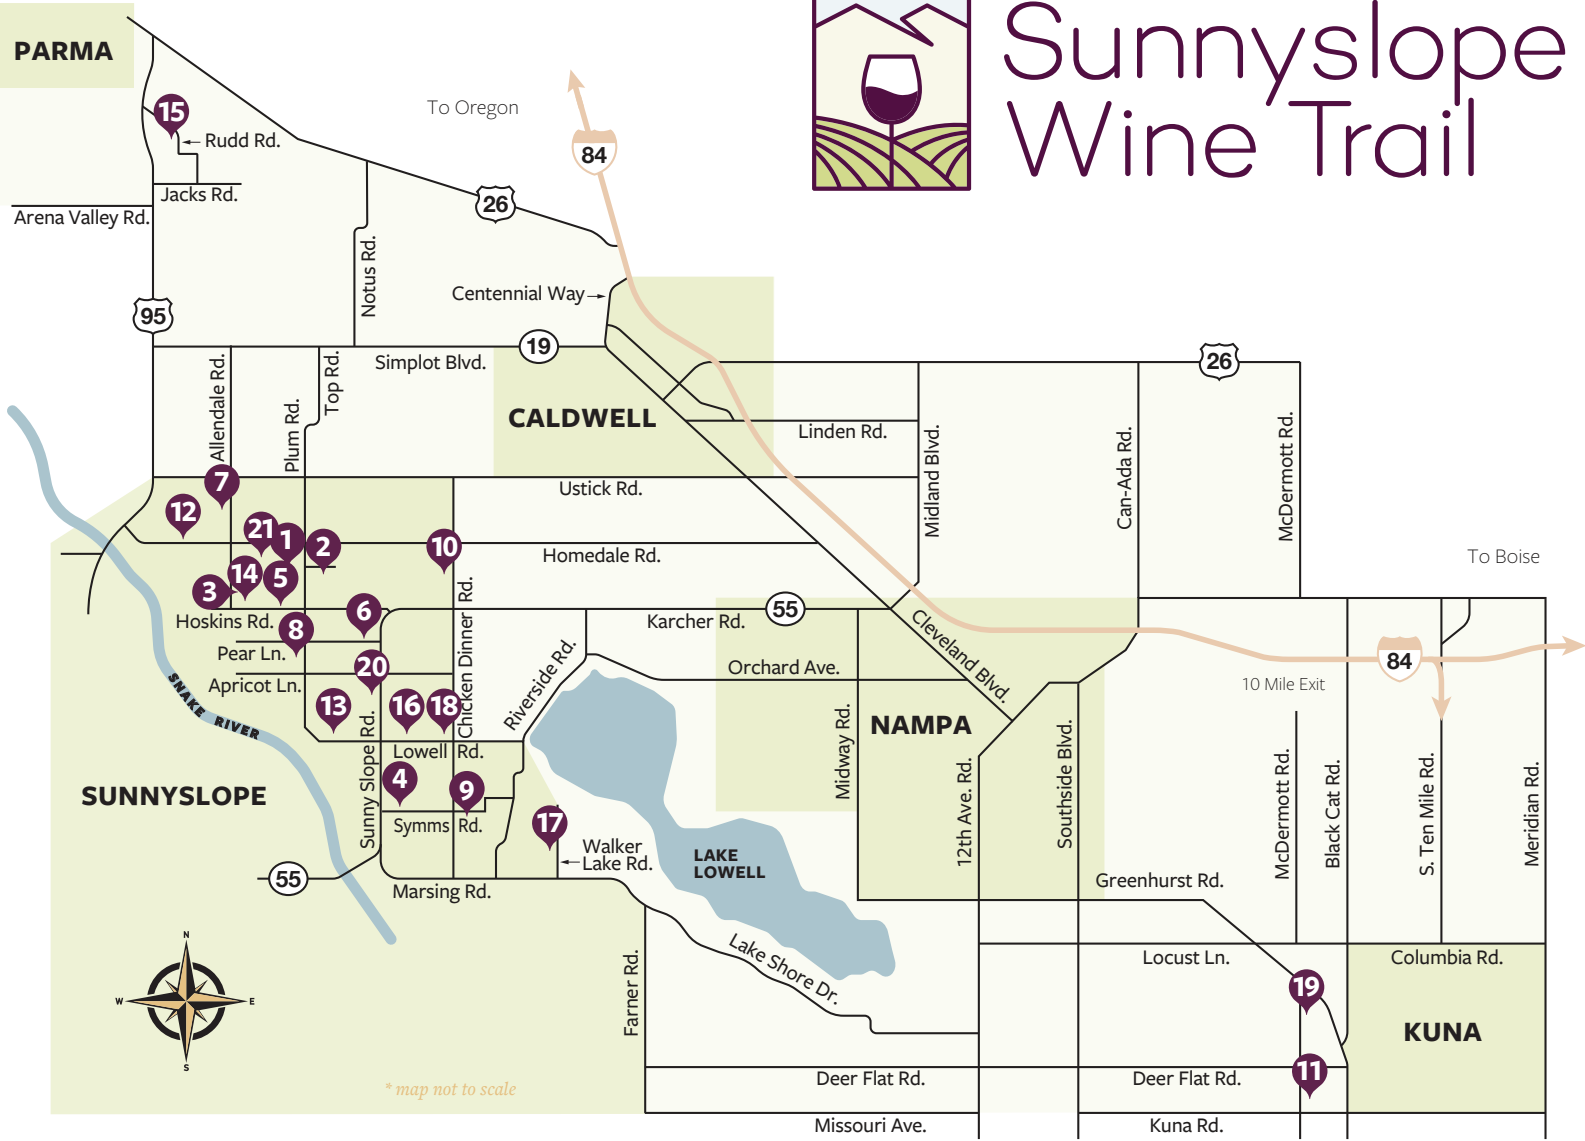 PARMA
Sunnyslope
Wine Trail
15
Rudd Rd.
Jacks Rd.
Arena Valley Rd.
To Oregon
84
26
Notus Rd.
Centennial Way
95
19
Simplot Blvd.
Allendale Rd.
Plum Rd.
Top Rd.
CALDWELL
26
Linden Rd.
Midland Blvd.
Can-Ada Rd.
McDermott Rd.
To Boise
Ustick Rd.
7
12
21
1
2
10
Homedale Rd.
14
5
3
Hoskins Rd.
6
8
Pear Ln.
Apricot Ln.
20
13
16
18
Chicken Dinner Rd.
Karcher Rd.
55
Cleveland Blvd.
Riverside Rd.
Orchard Ave.
84
10 Mile Exit
SNAKE RIVER
Sunny Slope Rd.
Lowell Rd.
4
9
Symms Rd.
SUNNYSLOPE
17
Walker
Lake Rd.
LAKE
LOWELL
NAMPA
Midway Rd.
12th Ave. Rd.
Southside Blvd.
McDermott Rd.
Black Cat Rd.
S. Ten Mile Rd.
Meridian Rd.
55
Marsing Rd.
Greenhurst Rd.
Lake Shore Dr.
Farner Rd.
Locust Ln.
Columbia Rd.
19
KUNA
11
N
W
E
S
* map not to scale
Deer Flat Rd.
Deer Flat Rd.
Missouri Ave.
Kuna Rd.